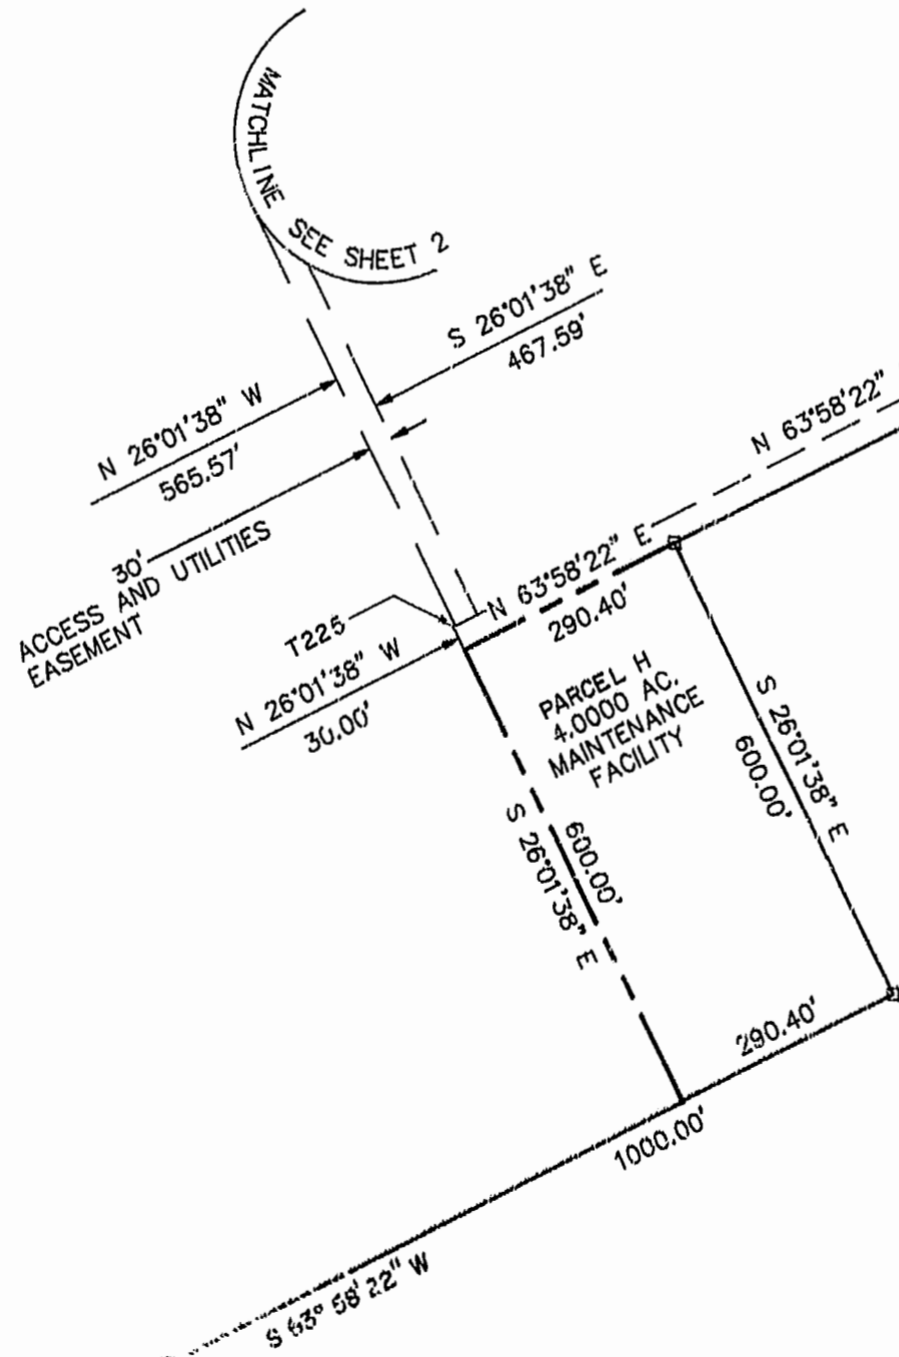 MATCHLINE SEE SHEET 2
S 26°01'38" E
467.59'
N 26°01'38" W
565.57'
N 63°58'22"
30'
ACCESS AND UTILITIES
EASEMENT
N 63°58'22" E
290.40'
T225
N 26°01'38" W
30.00'
PARCEL H
4.0000 AC.
MAINTENANCE
FACILITY
S 26°01'38" E
600.00'
600.00'
S 26°01'38" E
290.40'
1000.00'
S 63° 58' 22" W